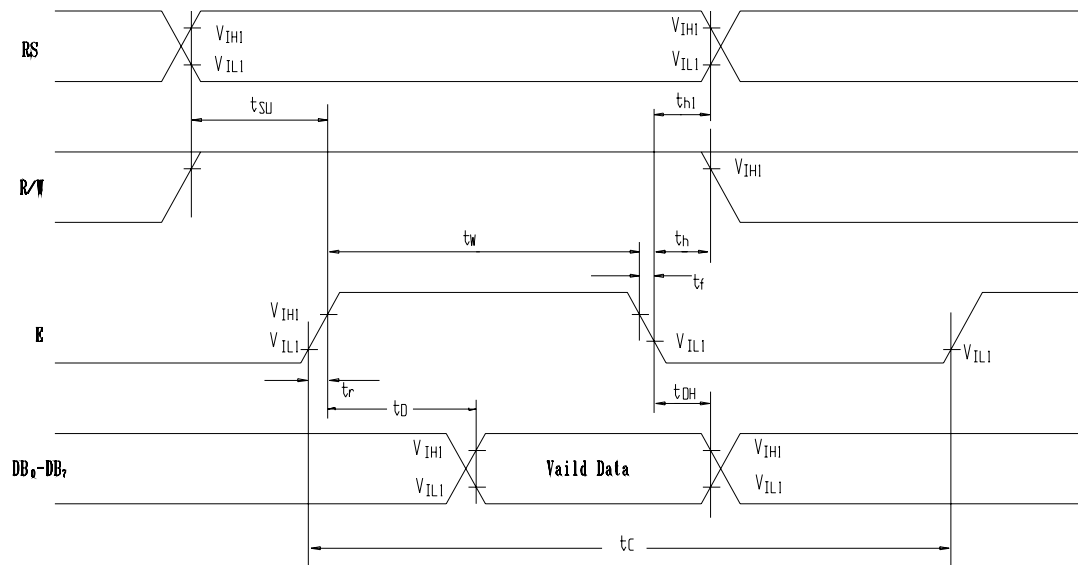 RS
VIH1
VIL1
VIH1
VIL1
tSU
th1
R/W
VIH1
tW
th
tf
E
VIH1
VIL1
VIL1
VIL1
tr
tD
tDH
DB0-DB7
VIH1
VIL1
Vaild Data
VIH1
VIL1
tC